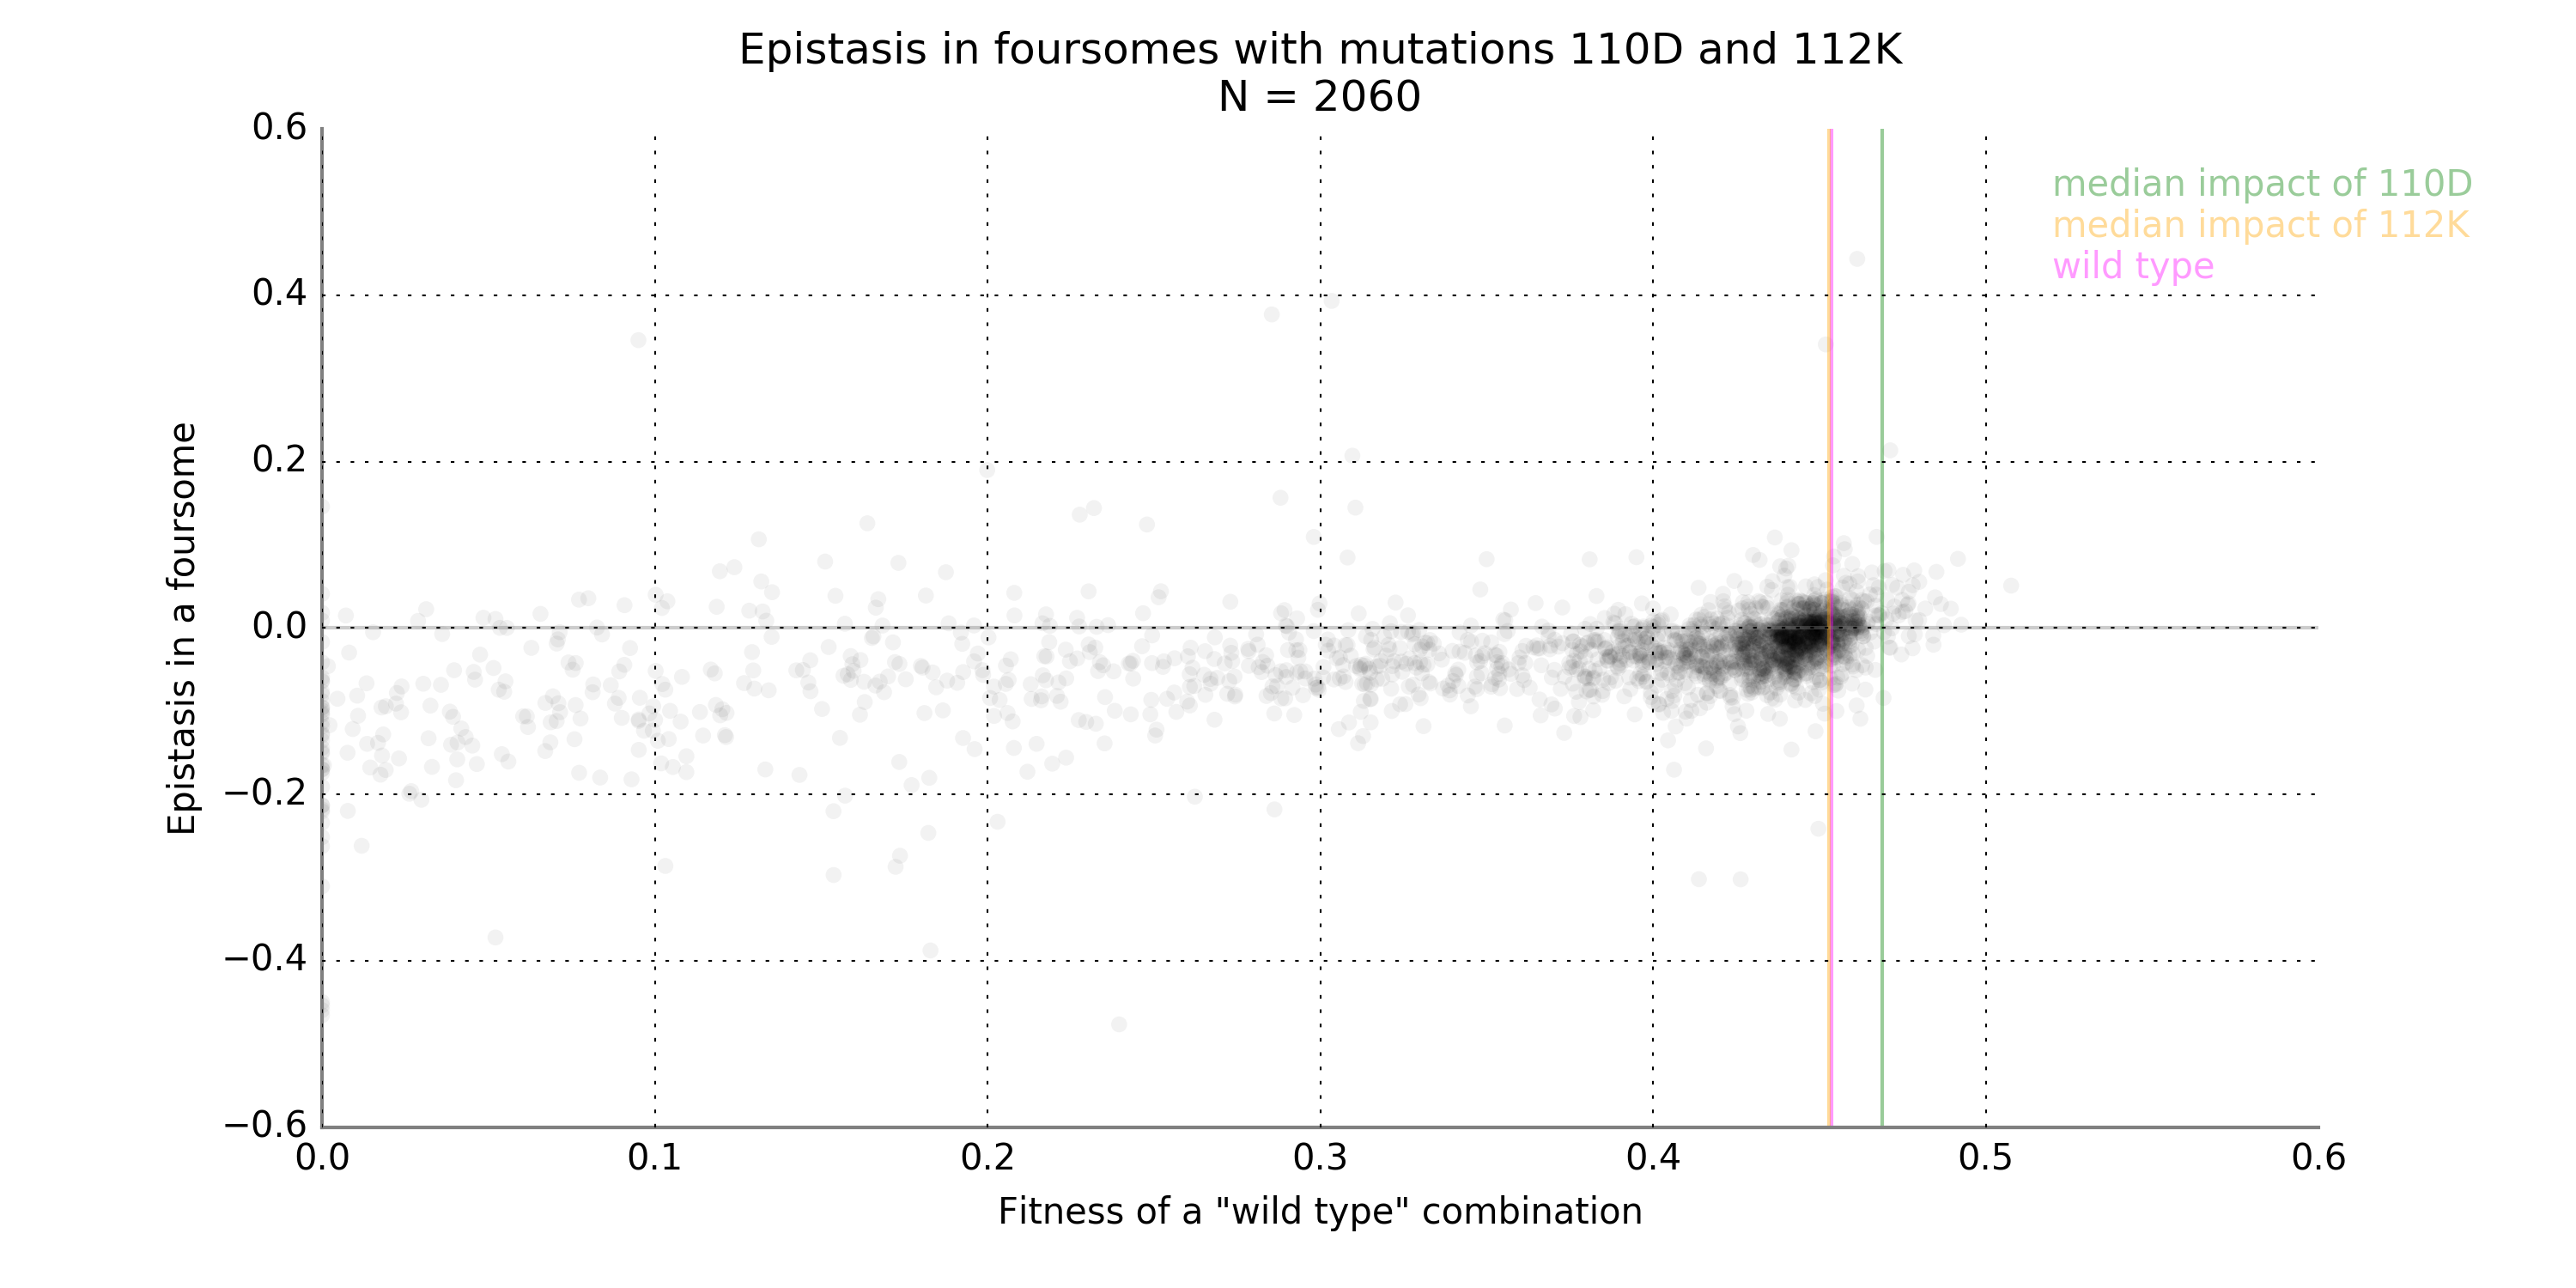 Epistasis in foursomes with mutations 110D and 112K
N = 2060
0.6
0.4
0.2
0.0
−0.2
−0.4
−0.6
Epistasis in a foursome
median impact of 110D
median impact of 112K
wild type
0.0 0.1 0.2 0.3 0.4 0.5 0.6
Fitness of a "wild type" combination